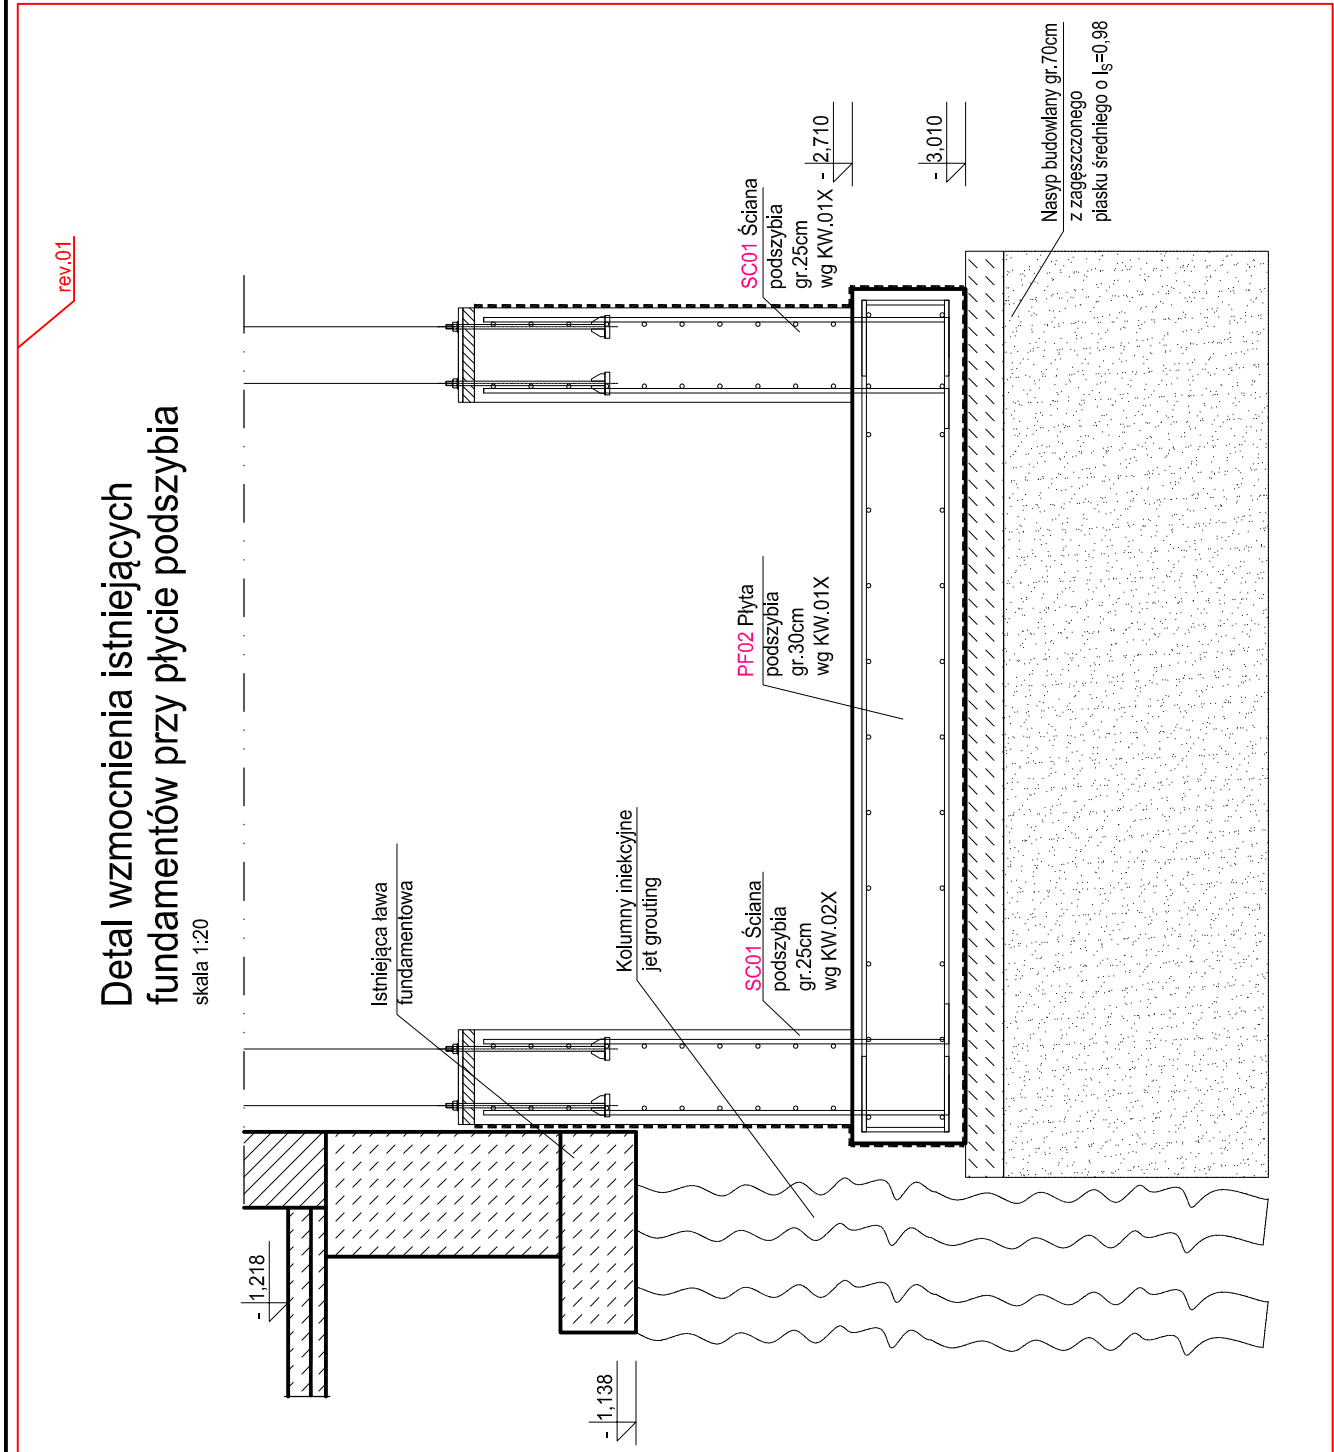 rev.01
Detal wzmocnienia istniejących
fundamentów przy płycie podszybia
skala 1:20
Istniejąca ława
fundamentowa
Kolumny iniekcyjne
jet grouting
SC01 Ściana
podszybia
gr.25cm
wg KW.02X
PF02 Płyta
podszybia
gr.30cm
wg KW.01X
SC01 Ściana
podszybia
gr.25cm
wg KW.01X
- 2,710
- 3,010
Nasyp budowlany gr.70cm
z zagęszczonego
piasku średniego o IS=0,98
- 1,218
- 1,138